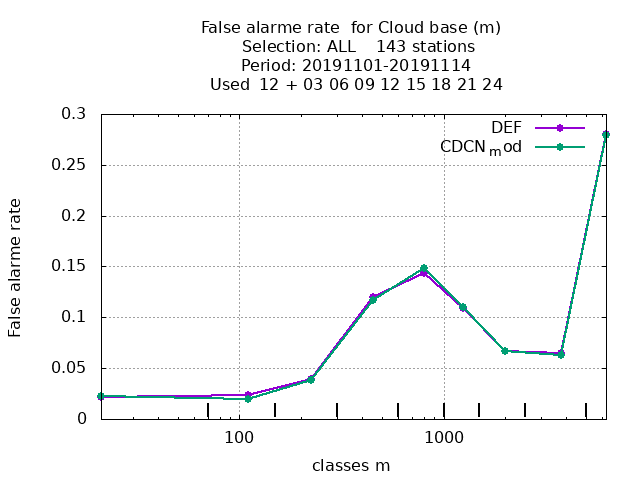 False alarme rate  for Cloud base (m)
Selection: ALL    143 stations
Period: 20191101-20191114
Used  12 + 03 06 09 12 15 18 21 24
DEF
CDCNmod
0.3
0.25
0.2
0.15
0.1
0.05
0
False alarme rate
100
1000
classes m